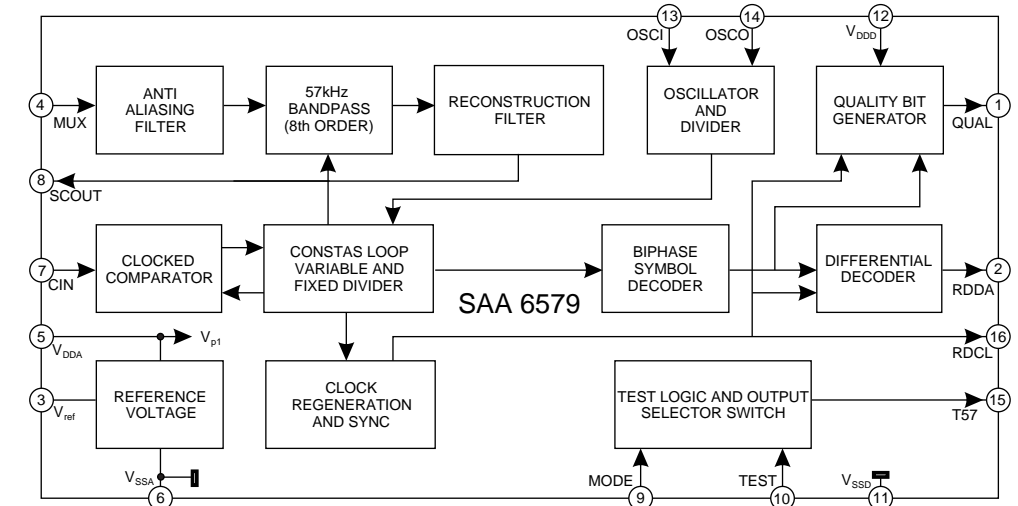 13
14
12
OSCI
OSCO
VDDD
4
MUX
ANTI
ALIASING
FILTER
57kHz
BANDPASS
(8th ORDER)
RECONSTRUCTION
FILTER
OSCILLATOR
AND
DIVIDER
QUALITY BIT
GENERATOR
1
QUAL
8
SCOUT
7
CIN
CLOCKED
COMPARATOR
CONSTAS LOOP
VARIABLE AND
FIXED DIVIDER
BIPHASE
SYMBOL
DECODER
DIFFERENTIAL
DECODER
2
RDDA
SAA 6579
5
VDDA
Vp1
16
RDCL
3
Vref
REFERENCE
VOLTAGE
CLOCK
REGENERATION
AND SYNC
TEST LOGIC AND OUTPUT
SELECTOR SWITCH
15
T57
VSSA
6
MODE
9
TEST
10
VSSD
11